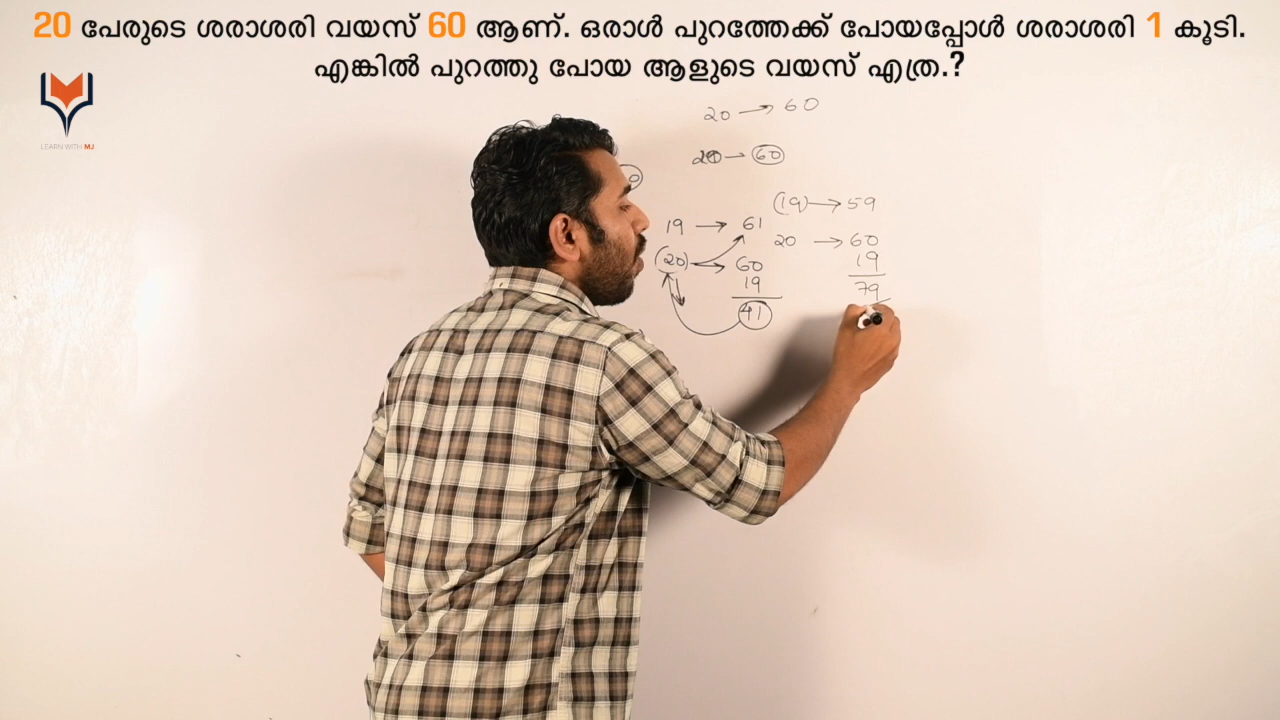 20 പേരുടെ ശരാശരി വയസ് 60 ആണ്. ഒരാൾ പുറത്തേക്ക് പോയപ്പോൾ ശരാശരി 1 കൂടി.
എങ്കിൽ പുറത്തു പോയ ആളുടെ വയസ് എത്ര.?
LEARN WITH MJ
20 → 60
20 → 60
(19) → 59
19 → 61
20 → 60
(20) → 60
19
19
79
41